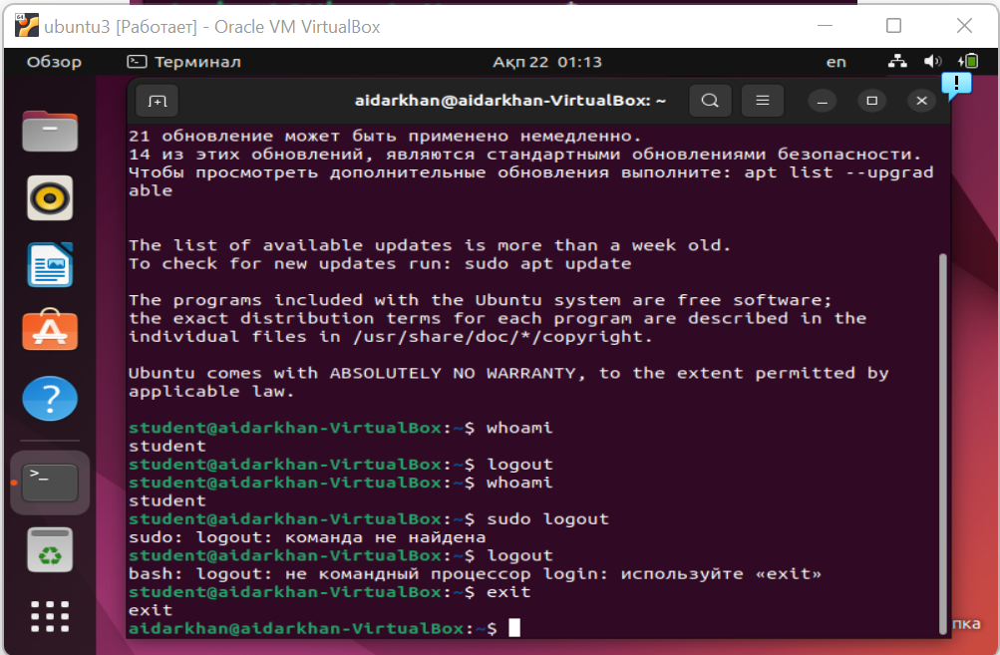 ubuntu3 [Работает] - Oracle VM VirtualBox
Обзор Терминал Ақп 22 01:13 en
aidarkhan@aidarkhan-VirtualBox: ~
21 обновление может быть применено немедленно.
14 из этих обновлений, являются стандартными обновлениями безопасности.
Чтобы просмотреть дополнительные обновления выполните: apt list --upgrad
able
The list of available updates is more than a week old.
To check for new updates run: sudo apt update
The programs included with the Ubuntu system are free software;
the exact distribution terms for each program are described in the
individual files in /usr/share/doc/*/copyright.
Ubuntu comes with ABSOLUTELY NO WARRANTY, to the extent permitted by
applicable law.
student@aidarkhan-VirtualBox:~$ whoami
student
student@aidarkhan-VirtualBox:~$ logout
student@aidarkhan-VirtualBox:~$ whoami
student
student@aidarkhan-VirtualBox:~$ sudo logout
sudo: logout: команда не найдена
student@aidarkhan-VirtualBox:~$ logout
bash: logout: не командный процессор login: используйте «exit»
student@aidarkhan-VirtualBox:~$ exit
exit
aidarkhan@aidarkhan-VirtualBox:~$
пка